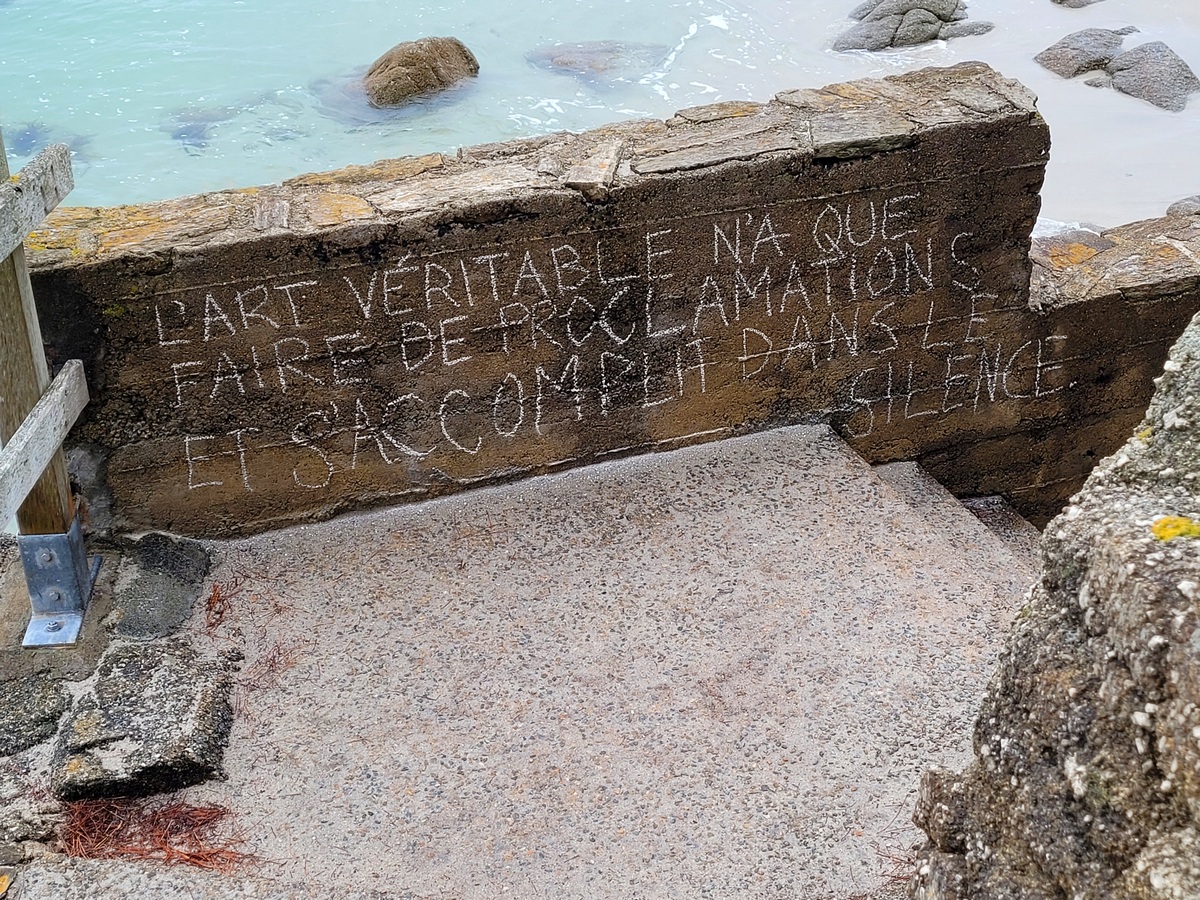 L'ART VÉRITABLE N'A QUE
FAIRE DE PROCLAMATIONS
ET S'ACCOMPLIT DANS LE
SILENCE